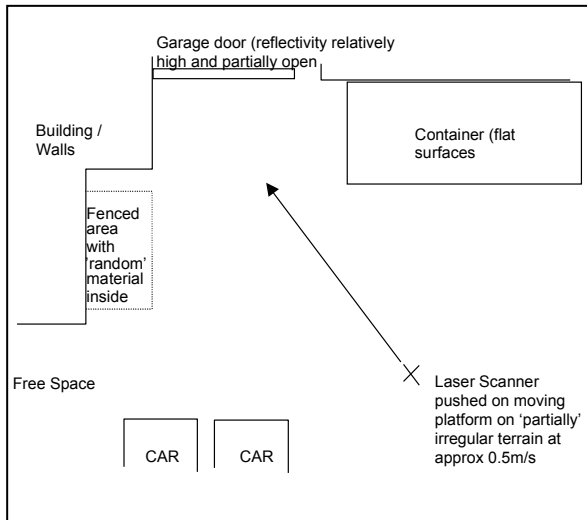 Garage door (reflectivity relatively
high and partially open
Building /
Walls
Container (flat
surfaces
Fenced
area
with
'random'
material
inside
Free Space
Laser Scanner
pushed on moving
platform on 'partially'
irregular terrain at
approx 0.5m/s
CAR
CAR